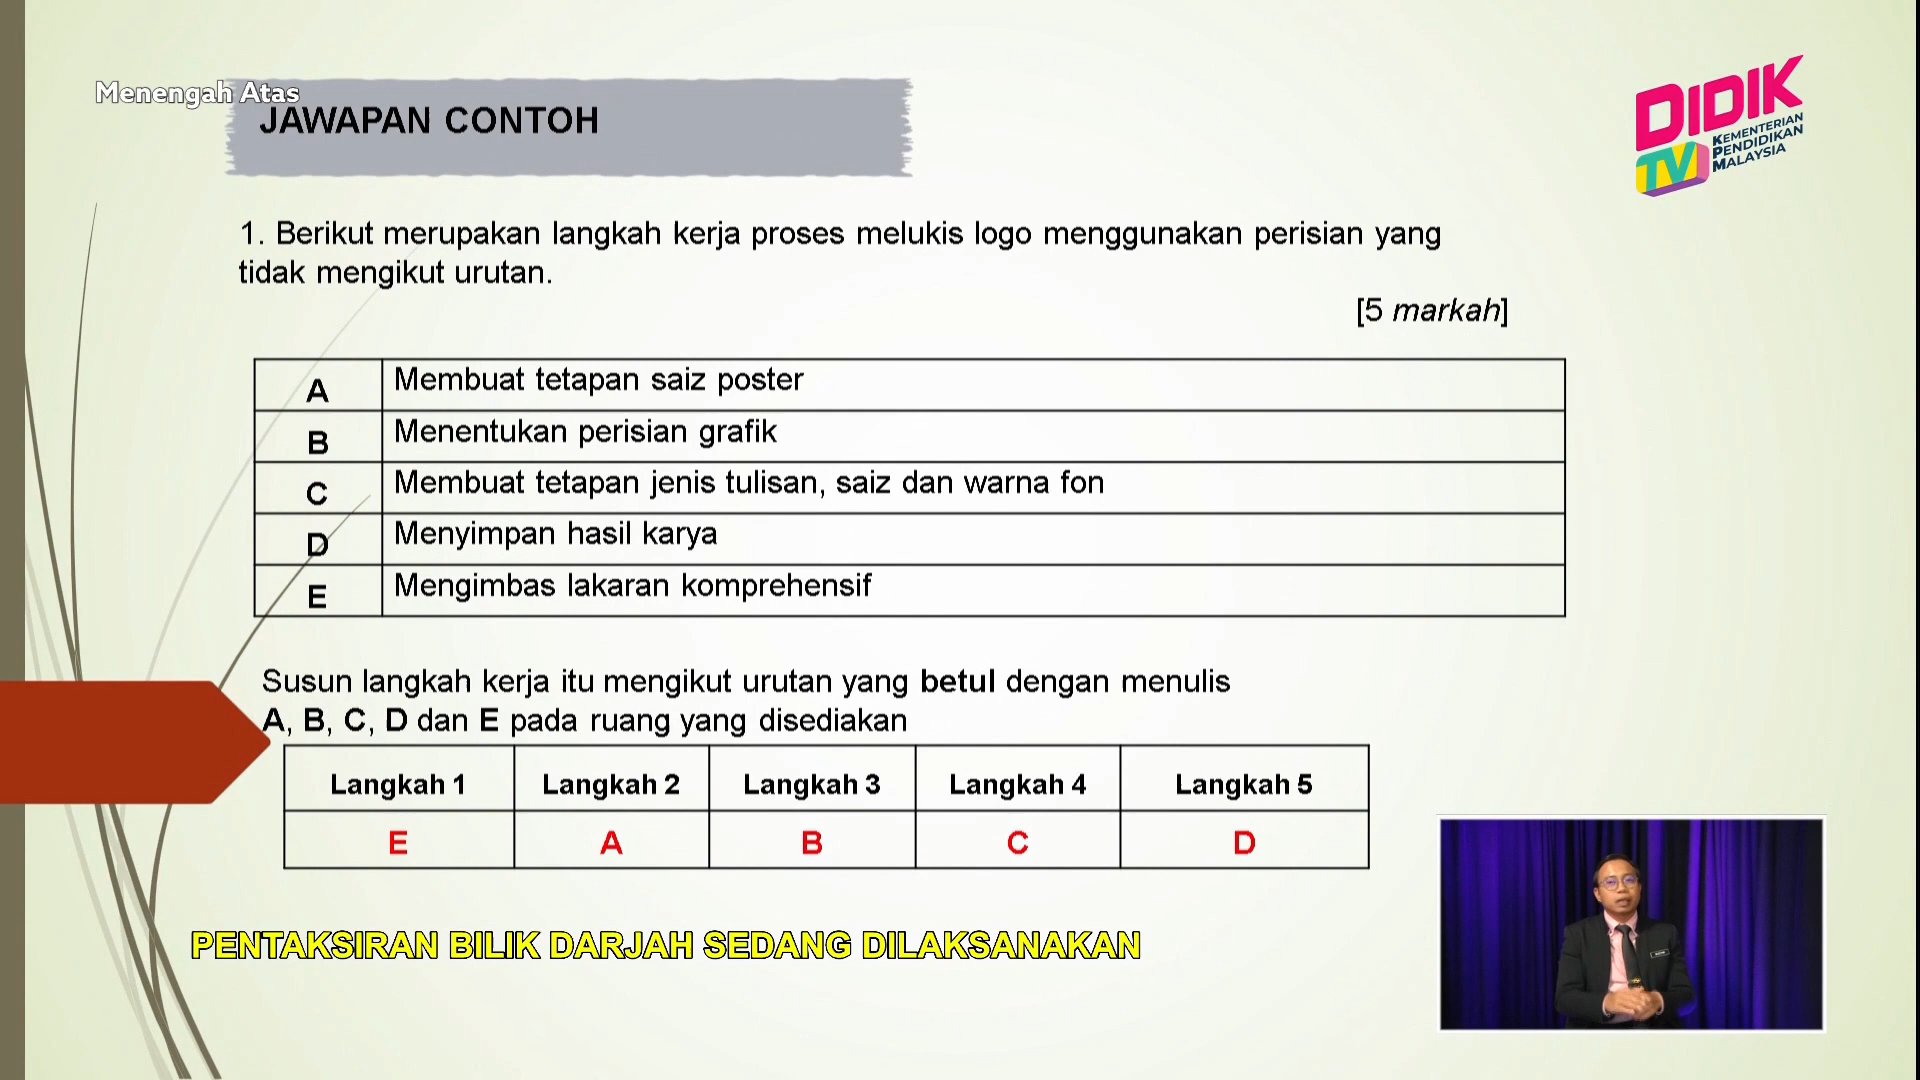 Menengah Atas
JAWAPAN CONTOH
DIDIK
TV
KEMENTERIAN
PENDIDIKAN
MALAYSIA
1. Berikut merupakan langkah kerja proses melukis logo menggunakan perisian yang
tidak mengikut urutan.
[5 markah]
A Membuat tetapan saiz poster
B Menentukan perisian grafik
C Membuat tetapan jenis tulisan, saiz dan warna fon
D Menyimpan hasil karya
E Mengimbas lakaran komprehensif
Susun langkah kerja itu mengikut urutan yang betul dengan menulis
A, B, C, D dan E pada ruang yang disediakan
Langkah 1 Langkah 2 Langkah 3 Langkah 4 Langkah 5
E A B C D
PENTAKSIRAN BILIK DARJAH SEDANG DILAKSANAKAN